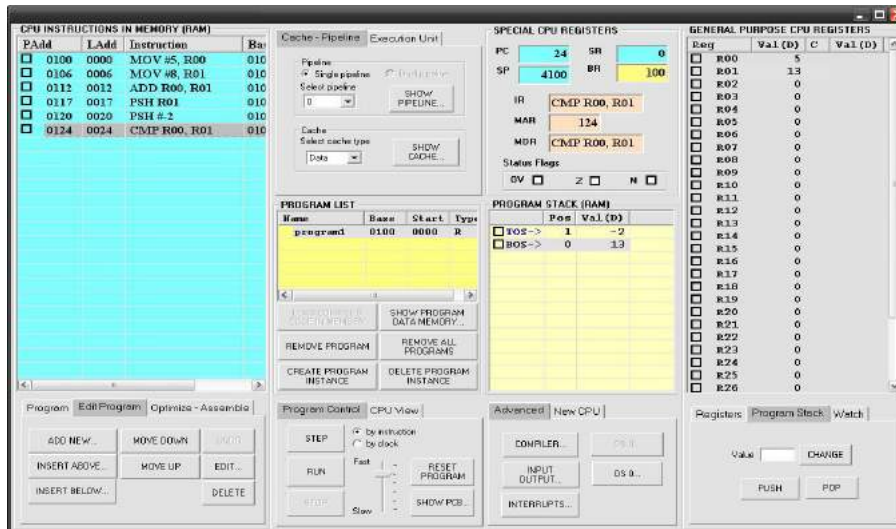 CPU INSTRUCTIONS IN MEMORY (RAM)
PAdd LAdd Instruction Bas
0100 0000 MOV #5, R00 010
0106 0006 MOV #8, R01 010
0112 0012 ADD R00, R01 010
0117 0017 PSH R01 010
0120 0020 PSH #-2 010
0124 0024 CMP R00, R01 010
Program Edit Program Optimize - Assemble
ADD NEW... MOVE DOWN UNDO
INSERT ABOVE... MOVE UP EDIT...
INSERT BELOW... DELETE
Cache - Pipeline Execution Unit
Pipeline
Single pipeline
Select pipeline
0
SHOW
PIPELINE...
Cache
Select cache type
Data
SHOW
CACHE...
PROGRAM LIST
Name Base Start Type
program1 0100 0000 R
SHOW PROGRAM
DATA MEMORY...
REMOVE PROGRAM
REMOVE ALL
PROGRAMS
CREATE PROGRAM
INSTANCE
DELETE PROGRAM
INSTANCE
Program Control CPU View
STEP
by instruction
by clock
RUN
Fast
Slow
RESET
PROGRAM
STOP
SHOW PCB...
SPECIAL CPU REGISTERS
PC 24 SR 0
SP 4100 BR 100
IR CMP R00, R01
MAR 124
MDR CMP R00, R01
Status Flags
OV Z N
PROGRAM STACK (RAM)
Pos Val (D)
TOS-> 1 -2
BOS-> 0 13
Advanced New CPU
COMPILER...
INPUT
OUTPUT...
OS 0...
INTERRUPTS...
GENERAL PURPOSE CPU REGISTERS
Reg Val (D) C Val (D)
R00 5
R01 13
R02 0
R03 0
R04 0
R05 0
R06 0
R07 0
R08 0
R09 0
R10 0
R11 0
R12 0
R13 0
R14 0
R15 0
R16 0
R17 0
R18 0
R19 0
R20 0
R21 0
R22 0
R23 0
R24 0
R25 0
R26 0
Registers Program Stack Watch
Value CHANGE
PUSH POP